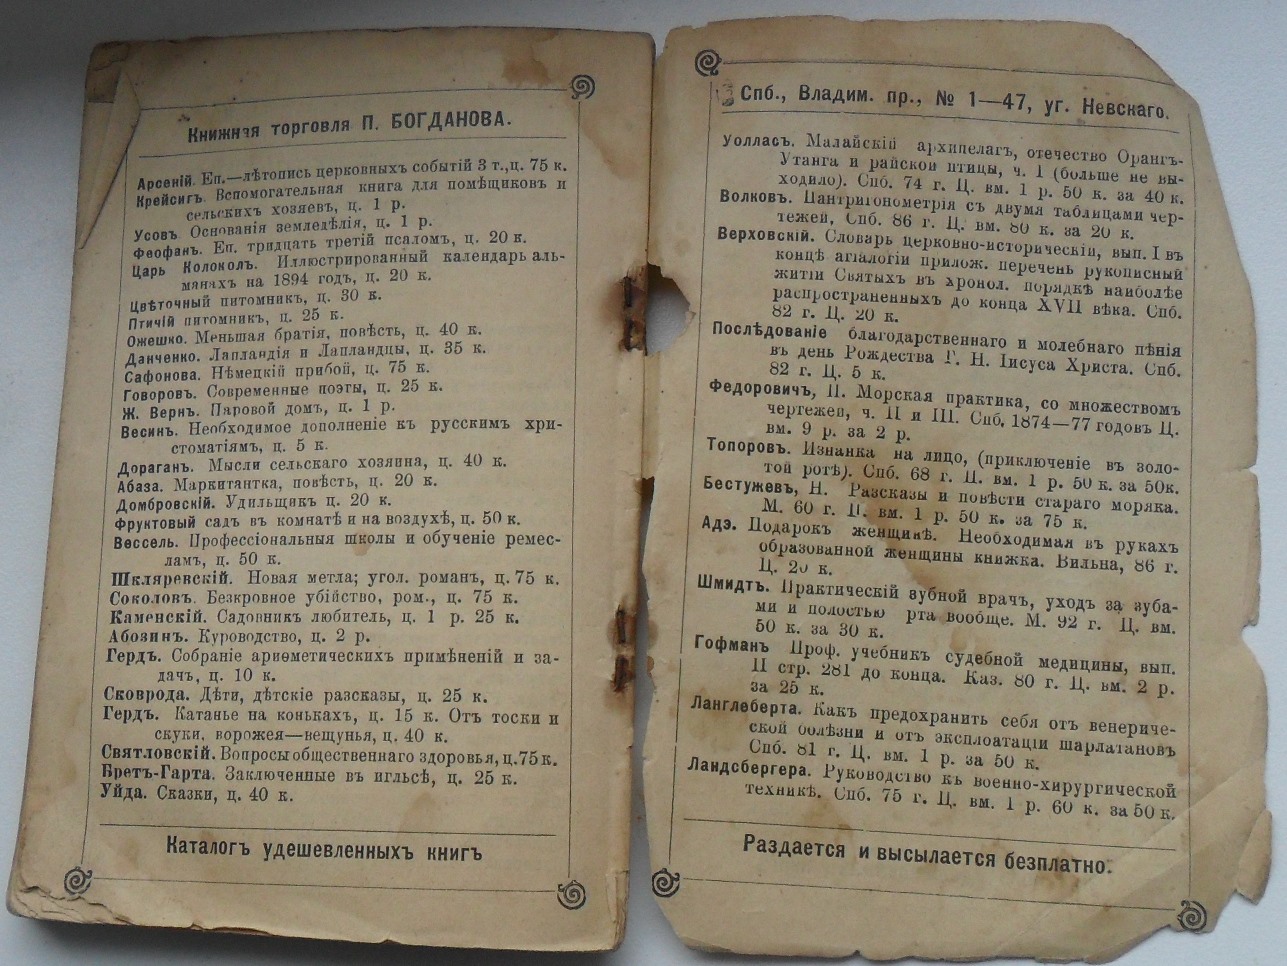 Книжная торговля П. БОГДАНОВА.
Арсеній. Еп.—лѣтопись церковныхъ событій 3 т., ц. 75 к.
Крейсигъ. Вспомогательная книга для помѣщиковъ и
сельскихъ хозяевъ, ц. 1 р.
Усовъ Основанія земледѣлія, ц. 1 р.
Феофанъ. Еп. тридцать третій псаломъ, ц. 20 к.
Царь Колоколъ. Иллюстрированный календарь аль-
манахъ на 1894 годъ, ц. 20 к.
Цвѣточный питомникъ, ц. 30 к.
Птичій питомникъ, ц. 25 к.
Ожешко. Меньшая братія, повѣсть, ц. 40 к.
Данченко. Лапландія и Лапландцы, ц. 35 к.
Сафонова. Нѣмецкій прибой, ц. 75 к.
Говоровъ. Современные поэты, ц. 25 к.
Ж. Вернъ. Паровой домъ, ц. 1 р.
Весинъ. Необходимое дополненіе къ русскимъ хри-
стоматіямъ, ц. 5 к.
Дораганъ. Мысли сельскаго хозяина, ц. 40 к.
Абаза. Маркитантка, повѣсть, ц. 20 к.
Домбровскій. Удильщикъ ц. 20 к.
Фруктовый садъ въ комнатѣ и на воздухѣ, ц. 50 к.
Вессель. Профессіональныя школы и обученіе ремес-
ламъ, ц. 50 к.
Шкляревскій. Новая метла; угол. романъ, ц. 75 к.
Соколовъ. Безкровное убійство, ром., ц. 75 к.
Каменскій. Садовникъ любитель, ц. 1 р. 25 к.
Абозинъ. Куроводство, ц. 2 р.
Гердъ. Собраніе ариѳметическихъ примѣненій и за-
дачъ, ц. 10 к.
Сковрода. Дѣти, дѣтскіе разсказы, ц. 25 к.
Гердъ. Катанье на конькахъ, ц. 15 к. Отъ тоски и
скуки, ворожея—вещунья, ц. 40 к.
Святловскій. Вопросы общественнаго здоровья, ц. 75 к.
Бретъ-Гарта. Заключенные въ игльсѣ, ц. 25 к.
Уйда. Сказки, ц. 40 к.
Каталогъ удешевленныхъ книгъ
Спб., Владим. пр., № 1—47, уг. Невскаго.
Уолласъ. Малайскій архипелагъ, отечество Орангъ-
Утанга и райской птицы, ч. 1 (больше не вы-
ходило). Спб. 74 г. Ц. вм. 1 р. 50 к. за 40 к.
Волковъ. Пантригонометрія съ двумя таблицами чер-
тежей, Спб. 86 г. Ц. вм. 80 к. за 20 к.
Верховскій. Словарь церковно-историческій, вып. I въ
концѣ апалогіи прилож. перечень рукописный
житій Святыхъ въ хронол. порядкѣ наиболѣе
распространенныхъ до конца XVII вѣка. Спб.
82 г. Ц. 20 к.
Послѣдованіе благодарственнаго и молебнаго пѣнія
въ день Рождества Г. Н. Іисуса Христа. Спб.
82 г. Ц. 5 к.
Федоровичъ, П. Морская практика, со множествомъ
чертежей, ч. II и III. Спб. 1874—77 годовъ Ц.
вм. 9 р. за 2 р.
Топоровъ. Изнанка на лицо, (приключеніе въ золо-
той ротѣ). Спб. 68 г. Ц. вм. 1 р. 50 к. за 50к.
Бестужевъ, Н. Разсказы и повѣсти стараго моряка.
М. 60 г. Ц. вм. 1 р. 50 к. за 75 к.
Адэ. Подарокъ женщинѣ. Необходимая въ рукахъ
образованной женщины книжка. Вильна, 86 г.
Ц. 20 к.
Шмидтъ. Практическій зубной врачъ, уходъ за зуба-
ми и полостью рта вообще. М. 92 г. Ц. вм.
50 к. за 30 к.
Гофманъ Проф. учебникъ судебной медицины, вып.
II стр. 281 до конца. Каз. 80 г. Ц. вм. 2 р.
за 25 к.
Ланглеберта. Какъ предохранить себя отъ венериче-
ской болѣзни и отъ эксплоатаціи шарлатановъ
Спб. 81 г. Ц. вм. 1 р. за 50 к.
Ландсбергера. Руководство къ военно-хирургической
техникѣ. Спб. 75 г. Ц. вм. 1 р. 60 к. за 50 к.
Раздается и высылается безплатно.